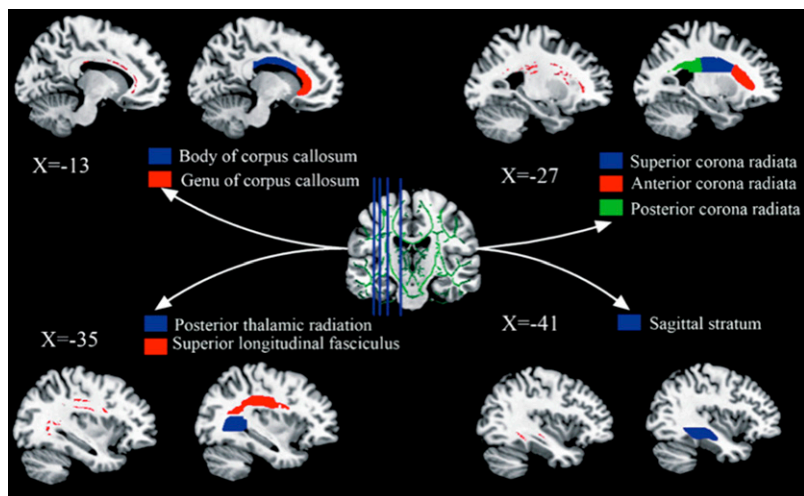 X=-13
Body of corpus callosum
Genu of corpus callosum
X=-27
Superior corona radiata
Anterior corona radiata
Posterior corona radiata
X=-35
Posterior thalamic radiation
Superior longitudinal fasciculus
X=-41
Sagittal stratum